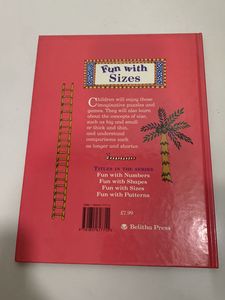 Fun with
Sizes
Children will enjoy these
imaginative puzzles and
games. They will also learn
about the concepts of size,
such as big and small
or thick and thin,
and understand
comparisons such
as longer and shorter.
TITLES IN THE SERIES
Fun with Numbers
Fun with Shapes
Fun with Sizes
Fun with Patterns
£7.99
Belitha Press